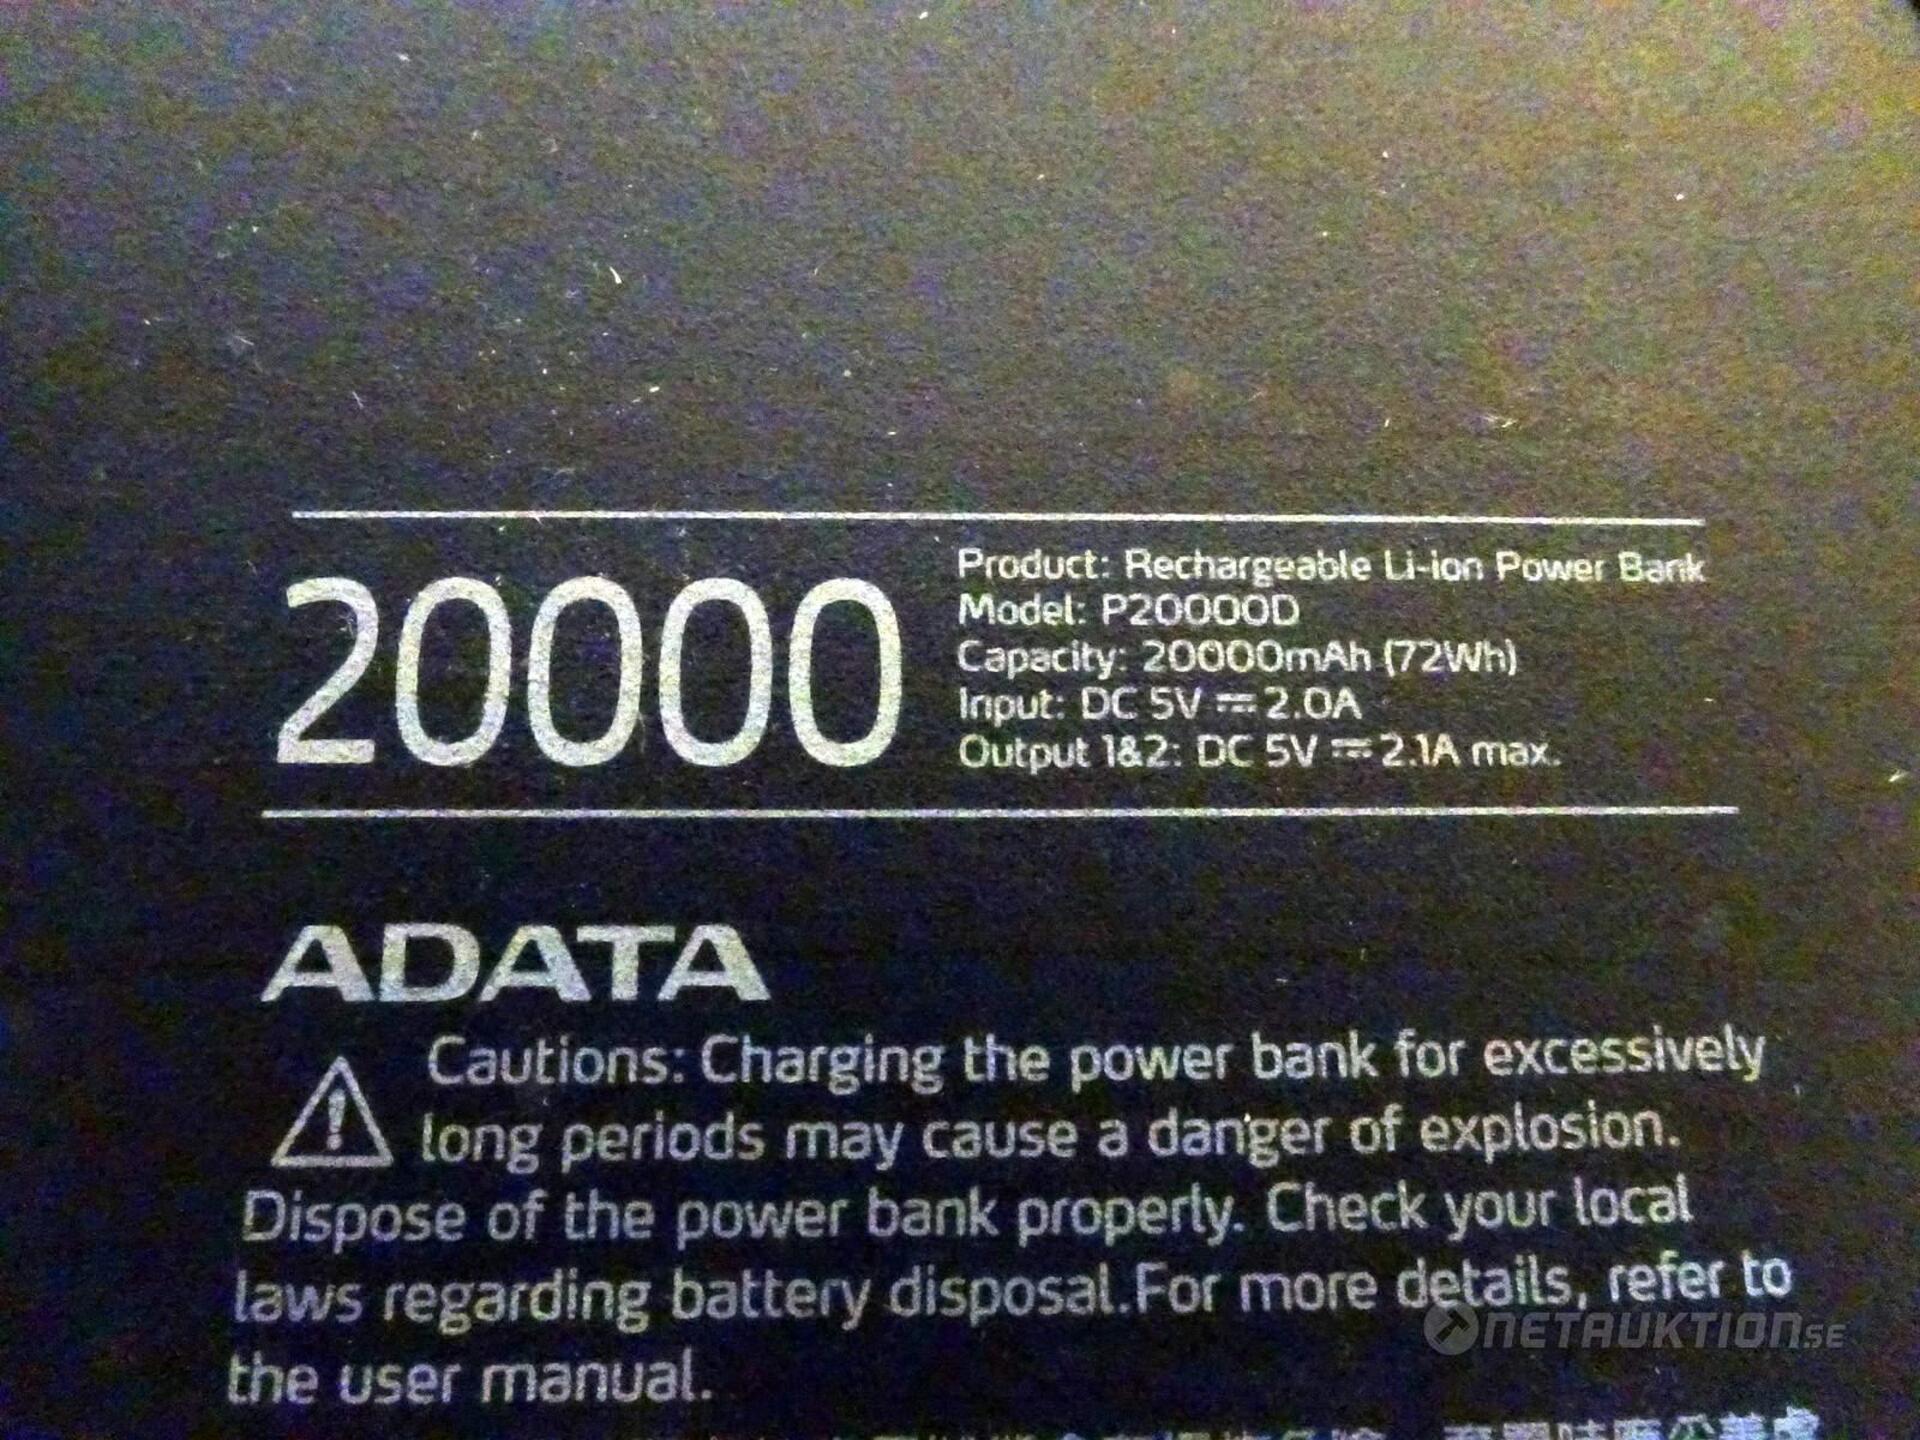 20000
Product: Rechargeable Li-ion Power Bank
Model: P20000D
Capacity: 20000mAh (72Wh)
Input: DC 5V ⎓ 2.0A
Output 1&2: DC 5V ⎓ 2.1A max.
ADATA
Cautions: Charging the power bank for excessively
long periods may cause a danger of explosion.
Dispose of the power bank properly. Check your local
laws regarding battery disposal.For more details, refer to
the user manual.
NETAUKTION.SE